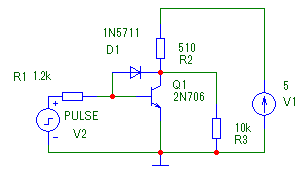 1N5711
D1
510
R2
R1 1.2k
Q1
2N706
5
V1
PULSE
V2
10k
R3